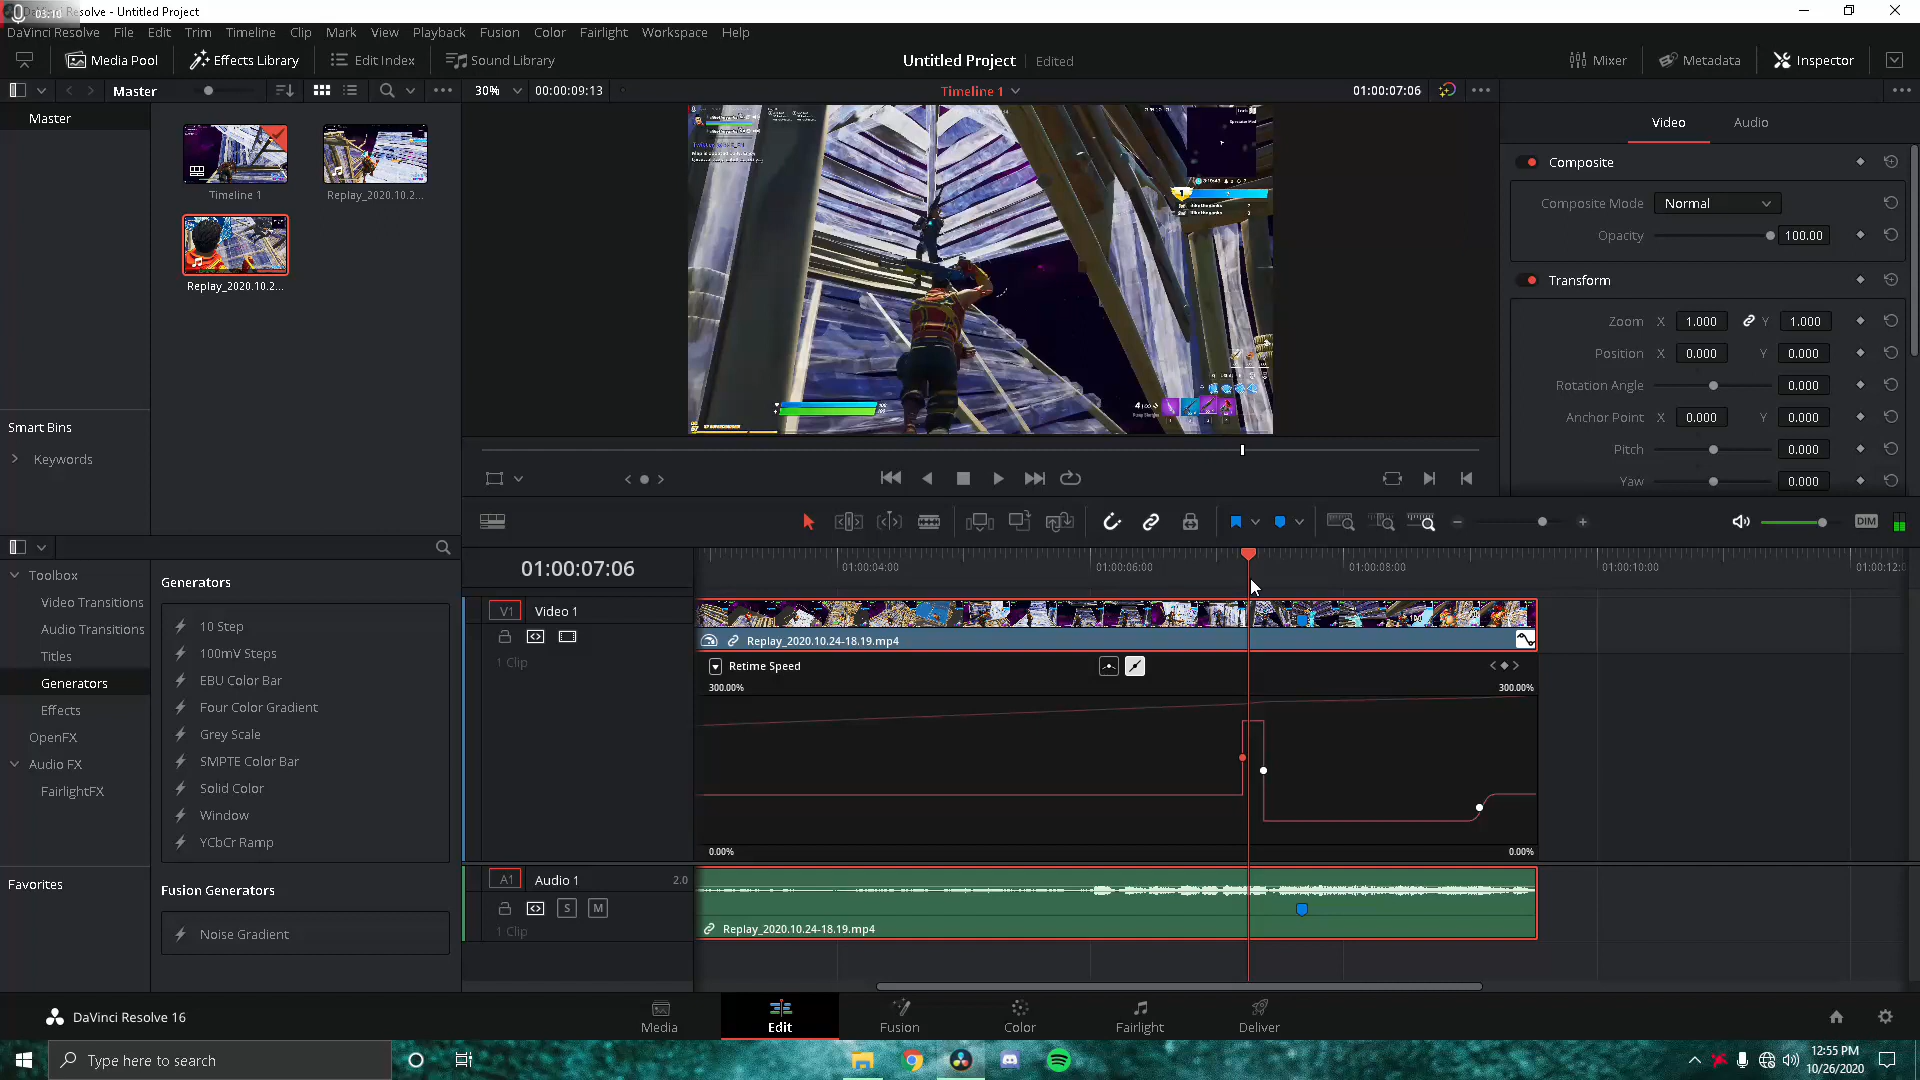 03:10
DaVinci Resolve - Untitled Project
DaVinci Resolve File Edit Trim Timeline Clip Mark View Playback Fusion Color Fairlight Workspace Help
Media Pool Effects Library Edit Index Sound Library Untitled Project Edited Mixer Metadata Inspector
Master 30% 00:00:09:13 Timeline 1 01:00:07:06
Master
Timeline 1 Replay_2020.10.2...
Replay_2020.10.2...
Smart Bins
Keywords
Video Audio
Composite
Composite Mode Normal
Opacity 100.00
Transform
Zoom X 1.000 Y 1.000
Position X 0.000 Y 0.000
Rotation Angle 0.000
Anchor Point X 0.000 Y 0.000
Pitch 0.000
Yaw 0.000
DIM
Toolbox
Video Transitions
Audio Transitions
Titles
Generators
Effects
OpenFX
Audio FX
FairlightFX
Favorites
Generators
10 Step
100mV Steps
EBU Color Bar
Four Color Gradient
Grey Scale
SMPTE Color Bar
Solid Color
Window
YCbCr Ramp
Fusion Generators
Noise Gradient
01:00:07:06 01:00:04:00 01:00:06:00 01:00:08:00 01:00:10:00 01:00:12:0
V1 Video 1
1 Clip
Replay_2020.10.24-18.19.mp4
Retime Speed
300.00% 300.00%
0.00% 0.00%
A1 Audio 1 2.0
S M
1 Clip
Replay_2020.10.24-18.19.mp4
DaVinci Resolve 16 Media Edit Fusion Color Fairlight Deliver
Type here to search
12:55 PM
10/26/2020